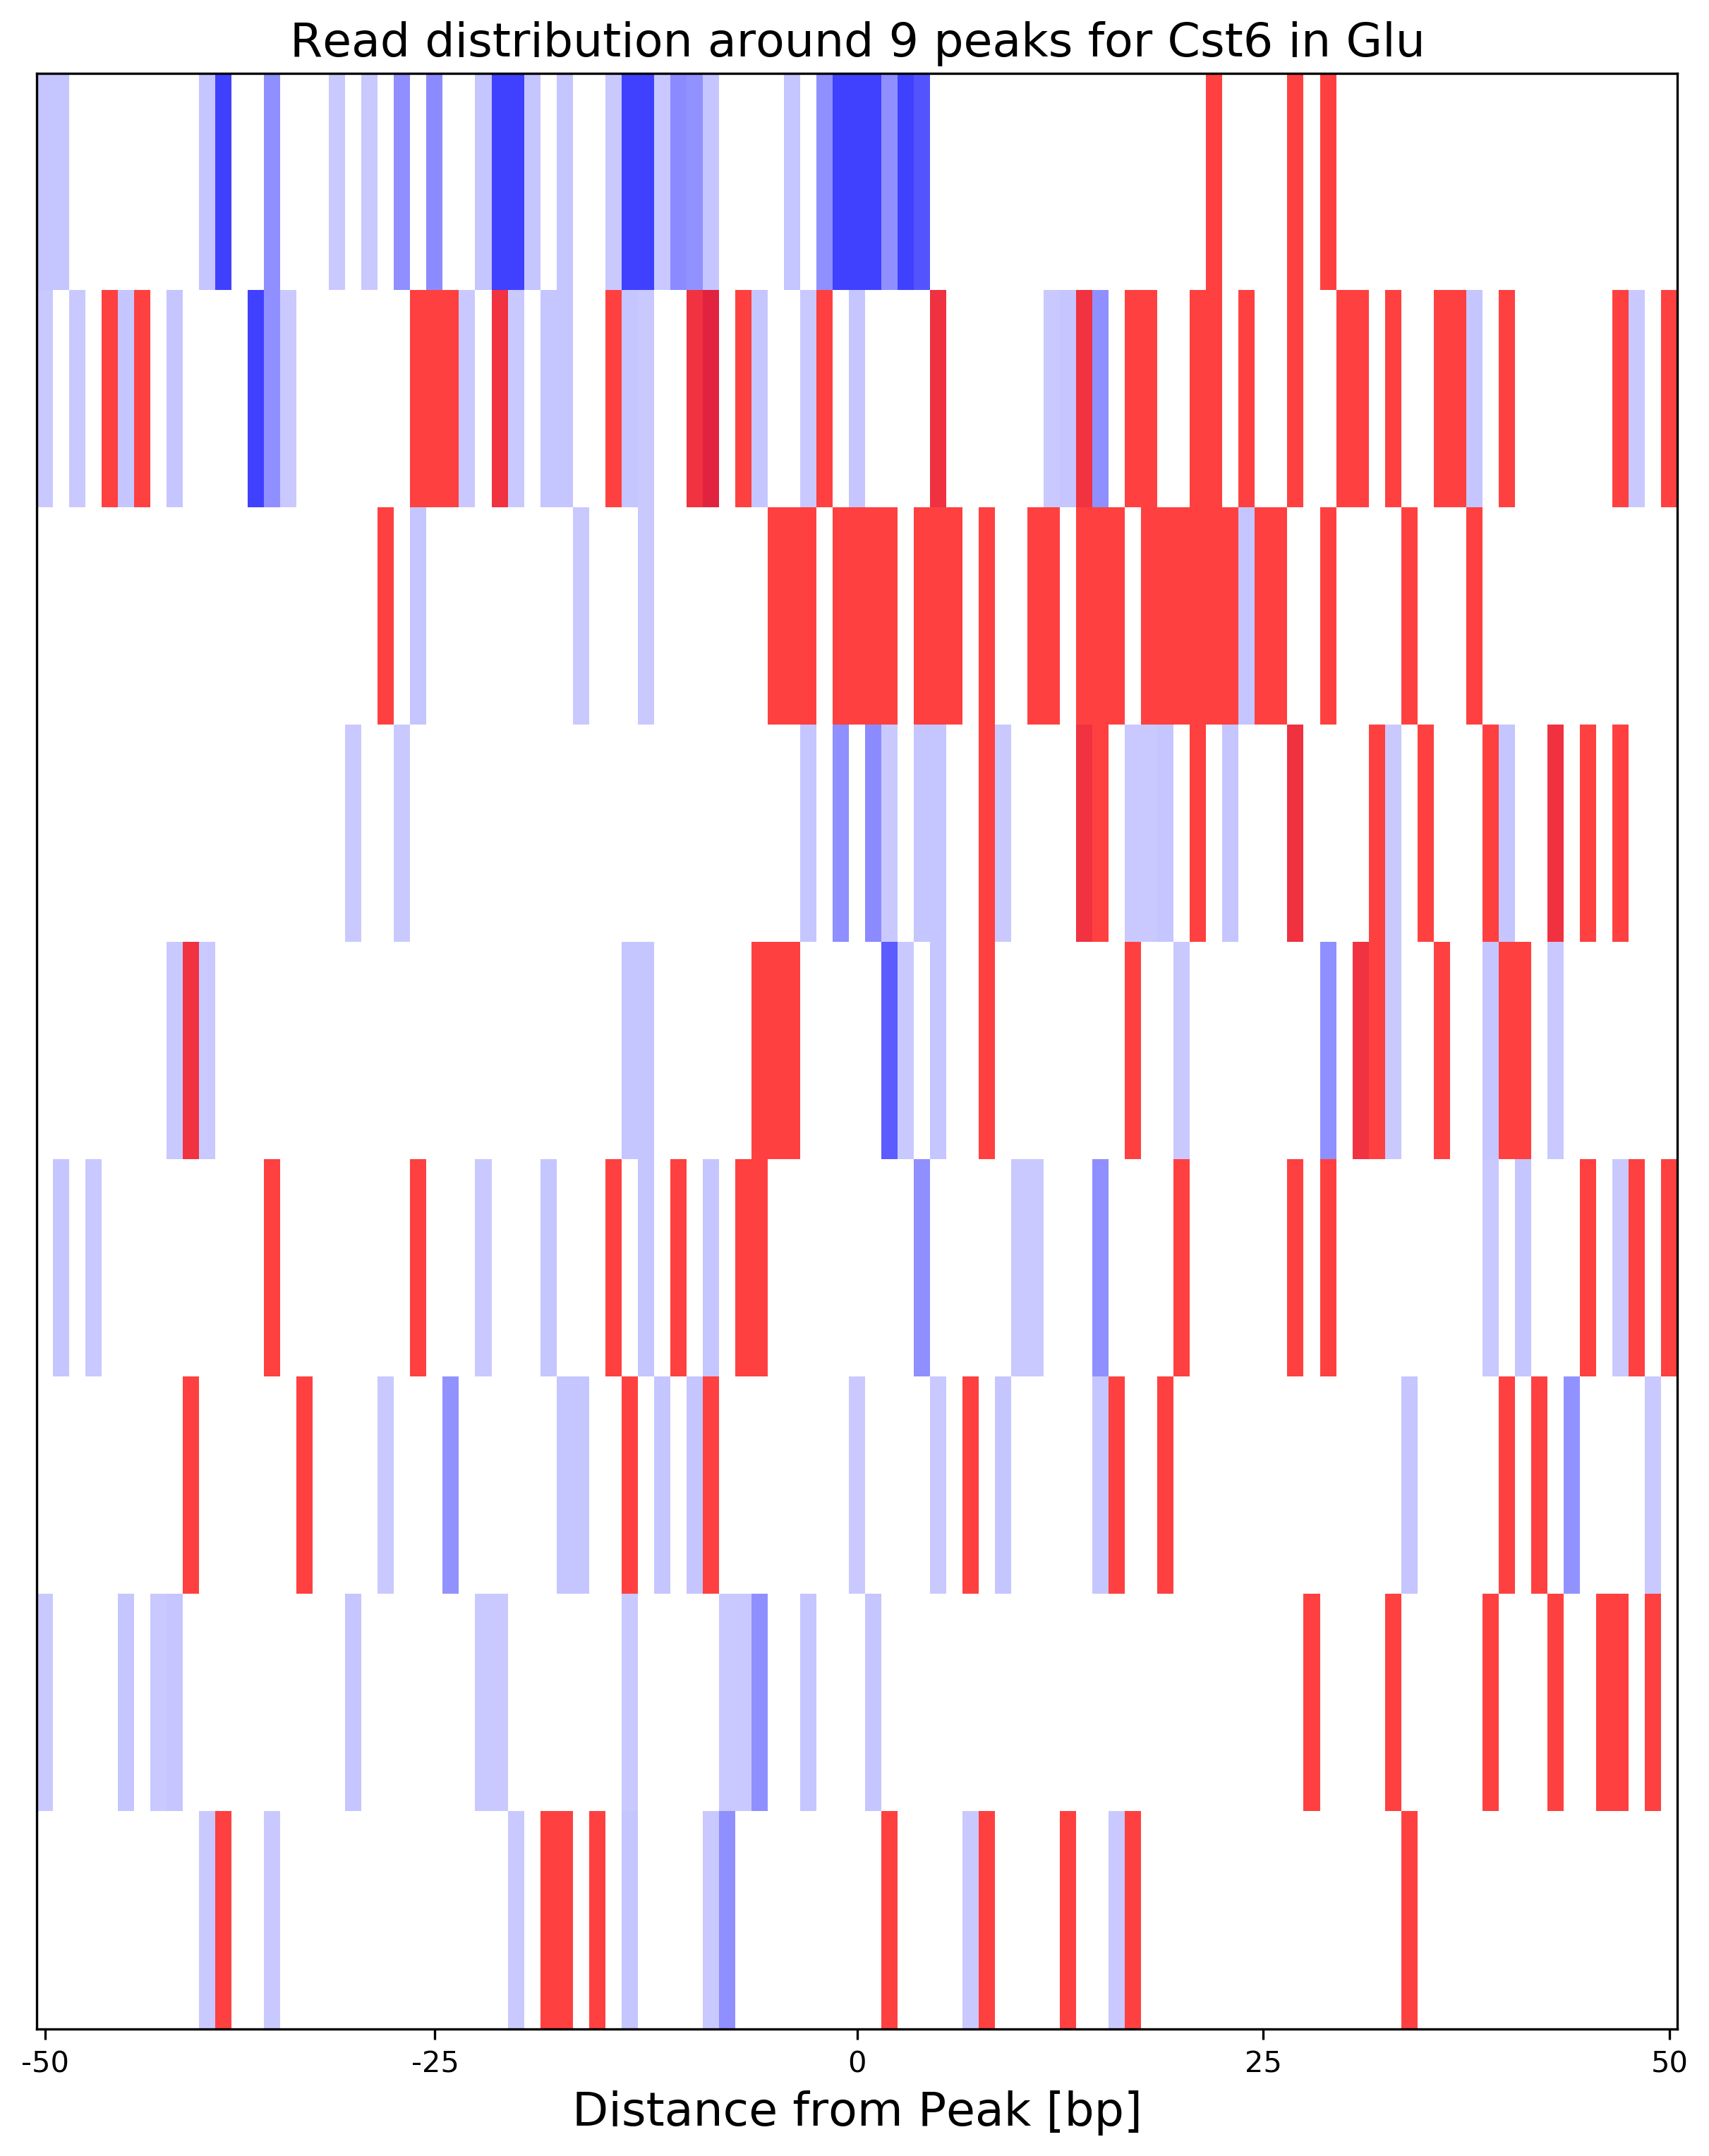 Read distribution around 9 peaks for Cst6 in Glu
-50 -25 0 25 50
Distance from Peak [bp]